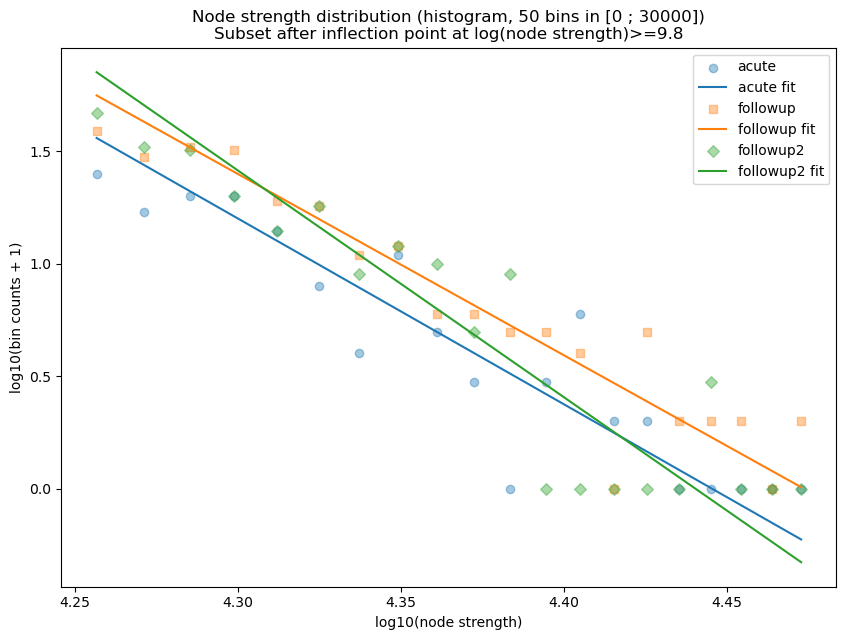 Node strength distribution (histogram, 50 bins in [0 ; 30000])
Subset after inflection point at log(node strength)>=9.8
acute
acute fit
followup
followup fit
followup2
followup2 fit
log10(bin counts + 1)
1.5
1.0
0.5
0.0
4.25
4.30
4.35
4.40
4.45
log10(node strength)